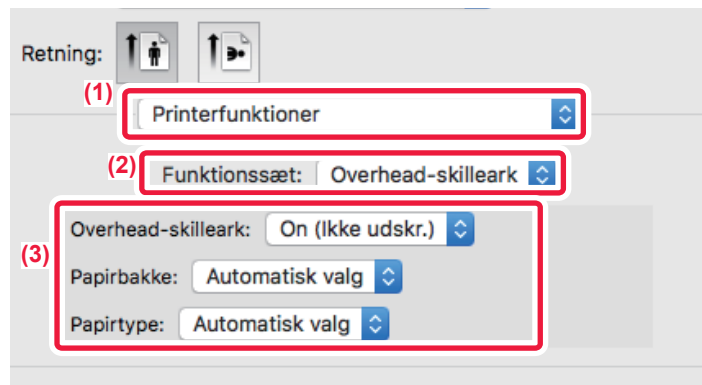 Retning:
(1)
Printerfunktioner
(2)
Funktionssæt: Overhead-skilleark
(3)
Overhead-skilleark: On (Ikke udskr.)
Papirbakke: Automatisk valg
Papirtype: Automatisk valg